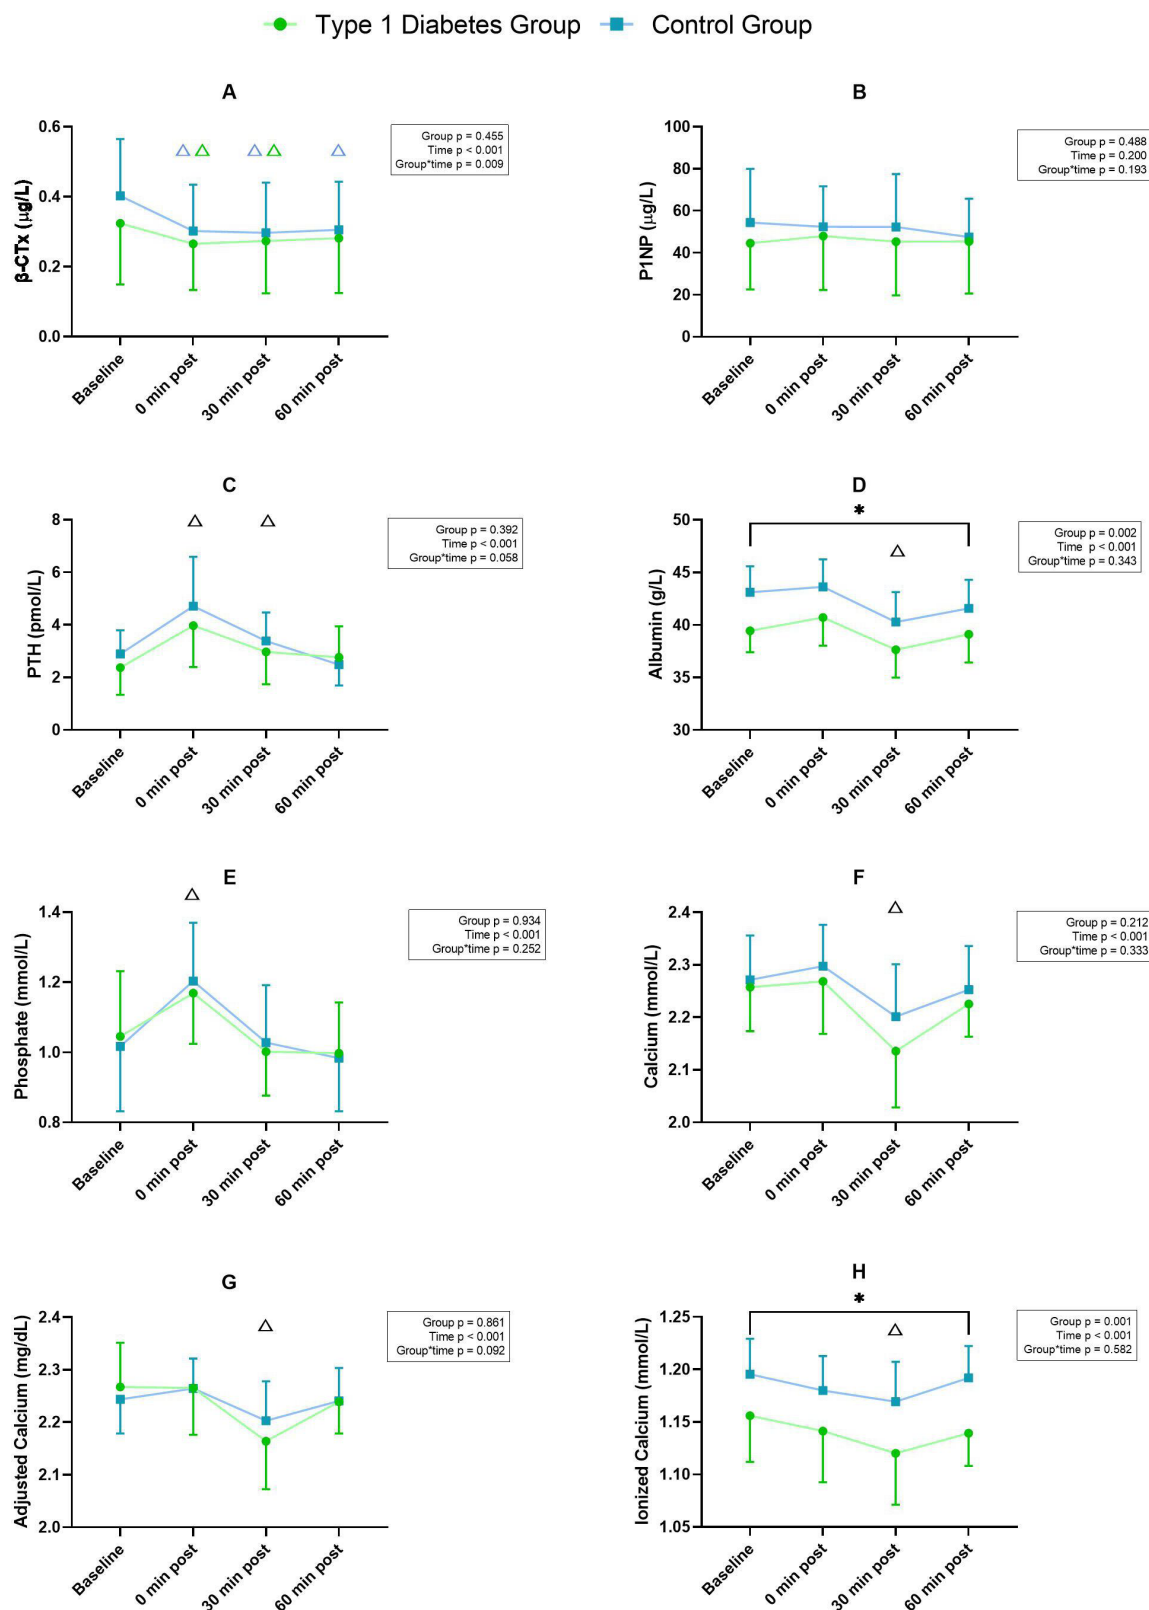 Type 1 Diabetes Group Control Group
A
β-CTx (µg/L)
0.6
0.4
0.2
0.0
Baseline
0 min post
30 min post
60 min post
Group p = 0.455
Time p < 0.001
Group*time p = 0.009
B
P1NP (µg/L)
100
80
60
40
20
0
Baseline
0 min post
30 min post
60 min post
Group p = 0.488
Time p = 0.200
Group*time p = 0.193
C
PTH (pmol/L)
8
6
4
2
0
Baseline
0 min post
30 min post
60 min post
Group p = 0.392
Time p < 0.001
Group*time p = 0.058
D
*
Albumin (g/L)
50
45
40
35
30
Baseline
0 min post
30 min post
60 min post
Group p = 0.002
Time p < 0.001
Group*time p = 0.343
E
Phosphate (mmol/L)
1.4
1.2
1.0
0.8
Baseline
0 min post
30 min post
60 min post
Group p = 0.934
Time p < 0.001
Group*time p = 0.252
F
Calcium (mmol/L)
2.4
2.3
2.2
2.1
2.0
Baseline
0 min post
30 min post
60 min post
Group p = 0.212
Time p < 0.001
Group*time p = 0.333
G
Adjusted Calcium (mg/dL)
2.4
2.3
2.2
2.1
2.0
Baseline
0 min post
30 min post
60 min post
Group p = 0.861
Time p < 0.001
Group*time p = 0.092
H
*
Ionized Calcium (mmol/L)
1.25
1.20
1.15
1.10
1.05
Baseline
0 min post
30 min post
60 min post
Group p = 0.001
Time p < 0.001
Group*time p = 0.582